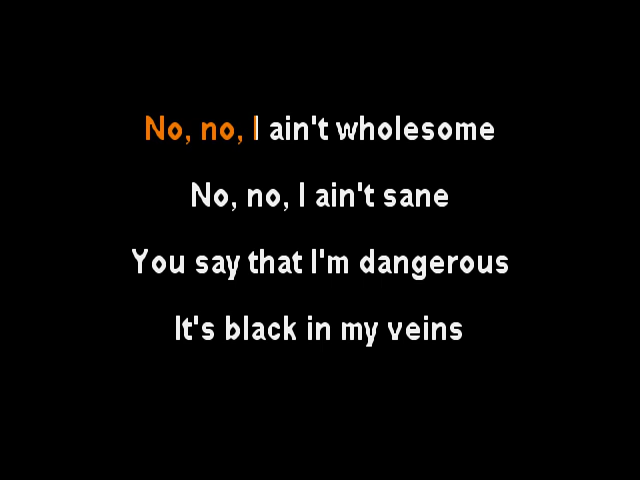 No, no, I ain't wholesome
No, no, I ain't sane
You say that I'm dangerous
It's black in my veins